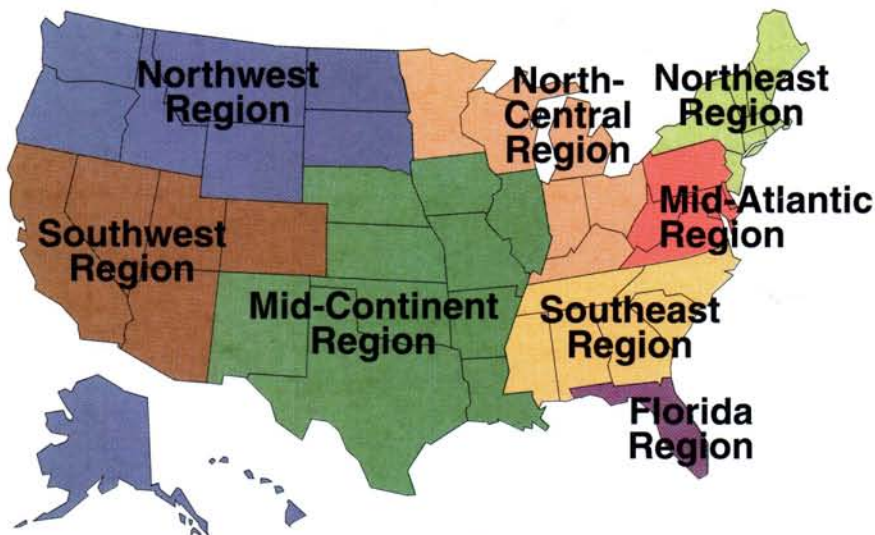 Northwest
Region
North-
Central
Region
Northeast
Region
Mid-Atlantic
Region
Southwest
Region
Mid-Continent
Region
Southeast
Region
Florida
Region